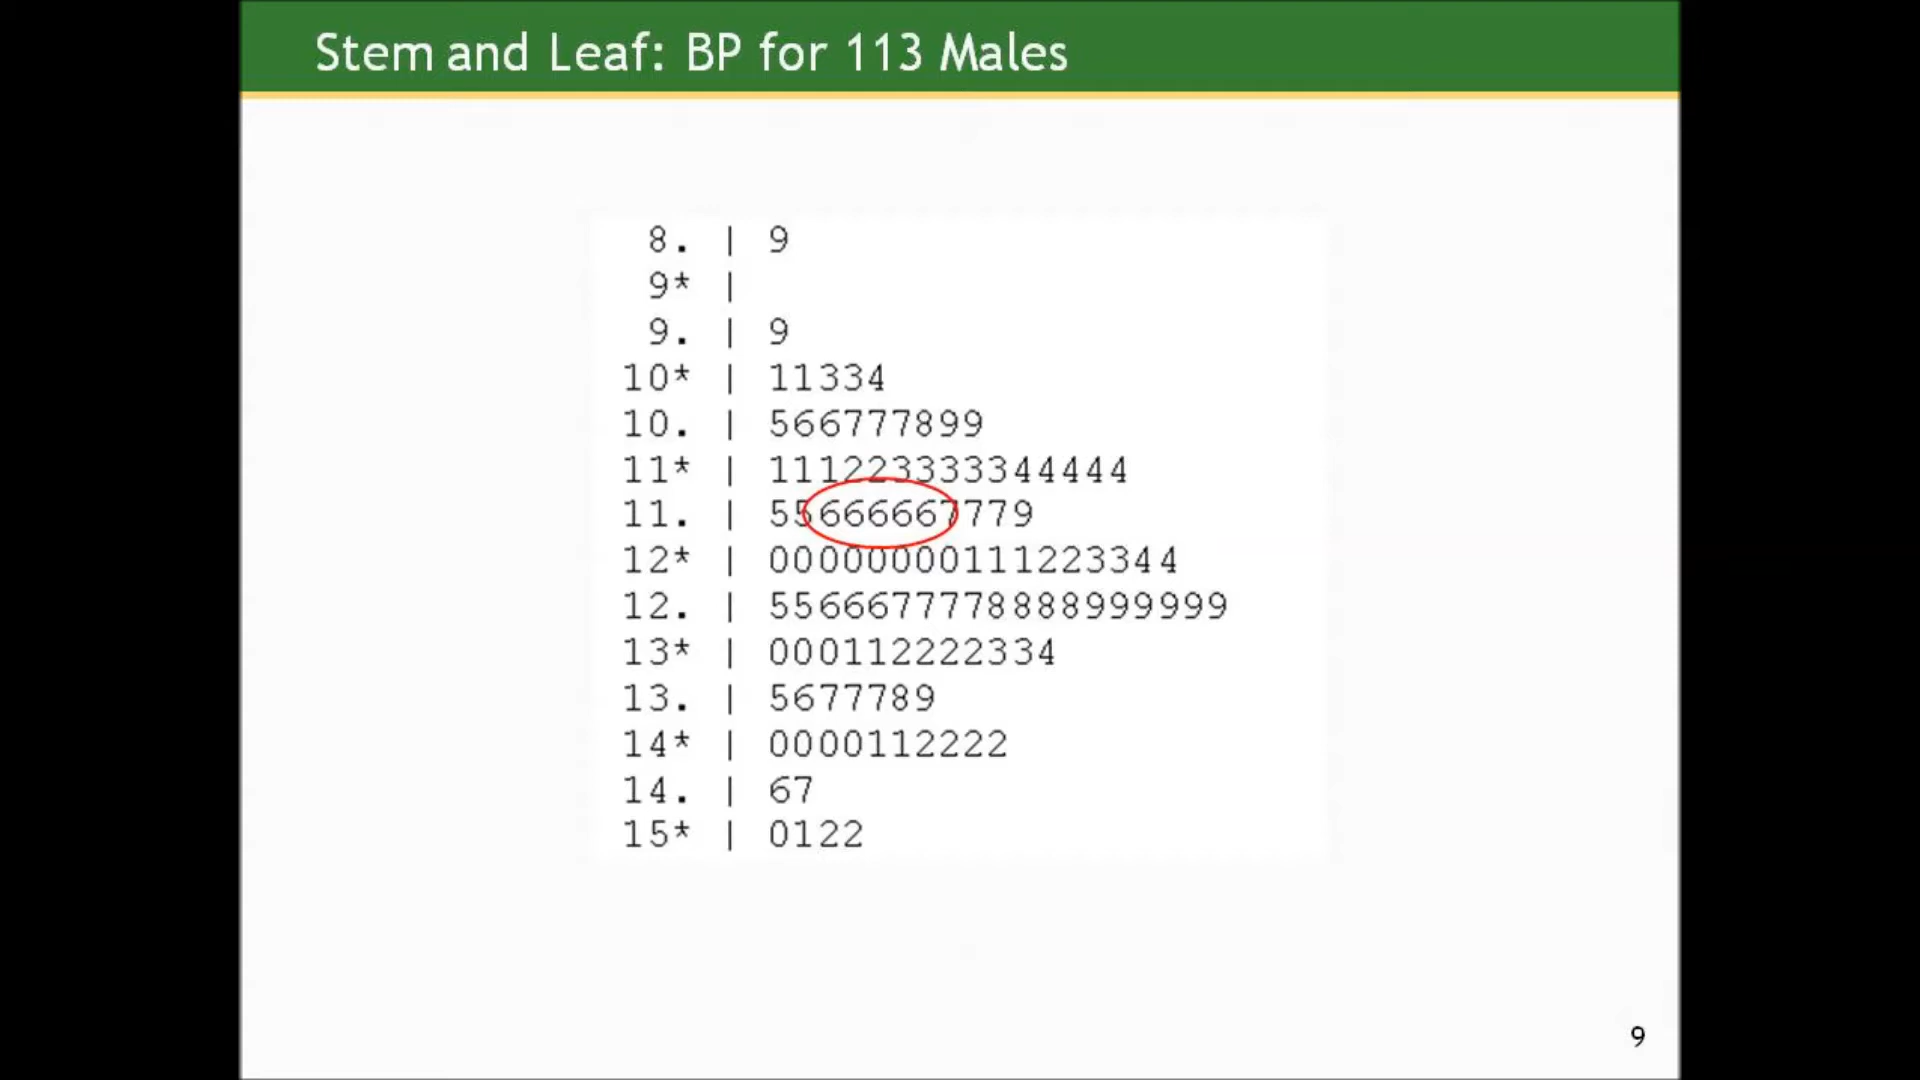 Stem and Leaf: BP for 113 Males
8. | 9
9* |
9. | 9
10* | 11334
10. | 566777899
11* | 111223333344444
11. | 55666667779
12* | 00000000111223344
12. | 5566677778888999999
13* | 000112222334
13. | 5677789
14* | 0000112222
14. | 67
15* | 0122
9